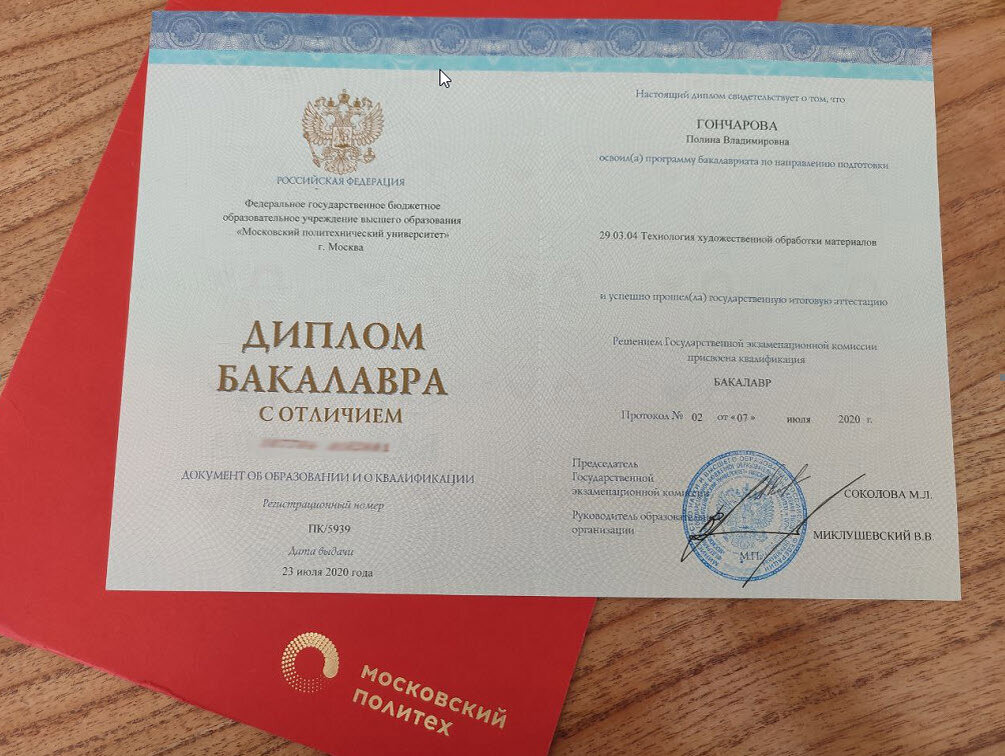 РОССИЙСКАЯ ФЕДЕРАЦИЯ
Федеральное государственное бюджетное
образовательное учреждение высшего образования
«Московский политехнический университет»
г. Москва
ДИПЛОМ
БАКАЛАВРА
С ОТЛИЧИЕМ
ДОКУМЕНТ ОБ ОБРАЗОВАНИИ И О КВАЛИФИКАЦИИ
Регистрационный номер
ПК/5939
Дата выдачи
23 июля 2020 года
Настоящий диплом свидетельствует о том, что
ГОНЧАРОВА
Полина Владимировна
освоил(а) программу бакалавриата по направлению подготовки
29.03.04 Технология художественной обработки материалов
и успешно прошел(ла) государственную итоговую аттестацию
Решением Государственной экзаменационной комиссии
присвоена квалификация
БАКАЛАВР
Протокол № 02 от «07» июля 2020 г.
Председатель
Государственной
экзаменационной комиссии
СОКОЛОВА М.Л.
Руководитель
организации
МИКЛУШЕВСКИЙ В.В
М.П.
МОСКОВСКИЙ
ПОЛИТЕХ